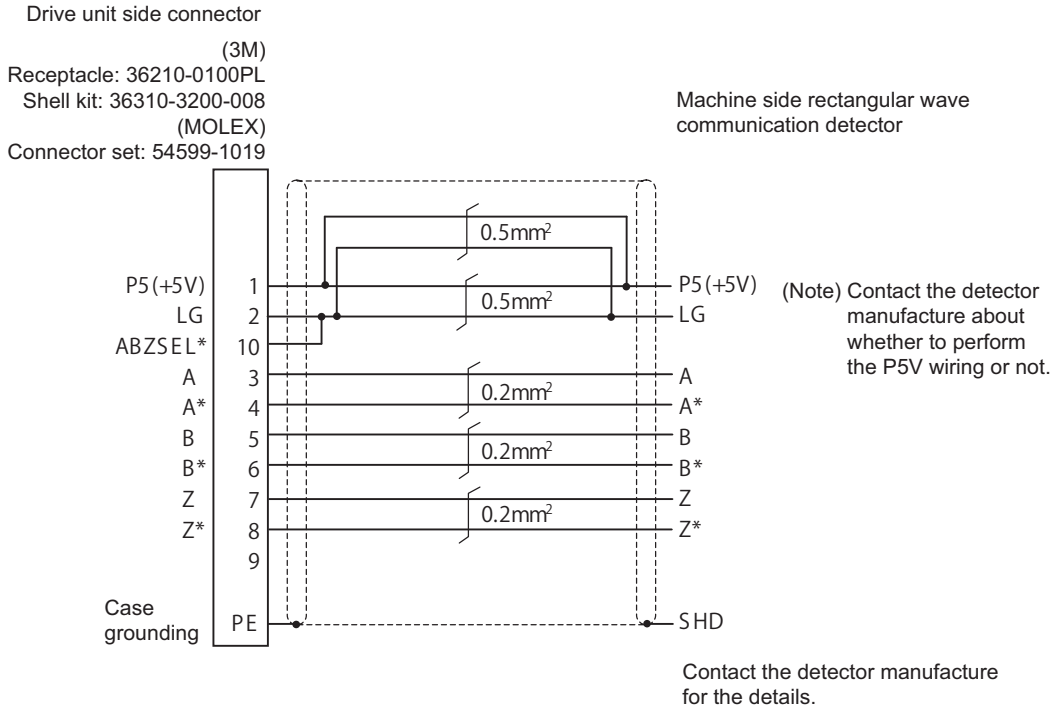 Drive unit side connector
(3M)
Receptacle: 36210-0100PL
Shell kit: 36310-3200-008
(MOLEX)
Connector set: 54599-1019
Machine side rectangular wave
communication detector
0.5mm²
P5(+5V) 1 P5(+5V)
0.5mm²
LG 2 LG
ABZSEL* 10
(Note) Contact the detector
manufacture about
whether to perform
the P5V wiring or not.
A 3 A
0.2mm²
A* 4 A*
B 5 B
0.2mm²
B* 6 B*
Z 7 Z
0.2mm²
Z* 8 Z*
9
Case
grounding
PE SHD
Contact the detector manufacture
for the details.